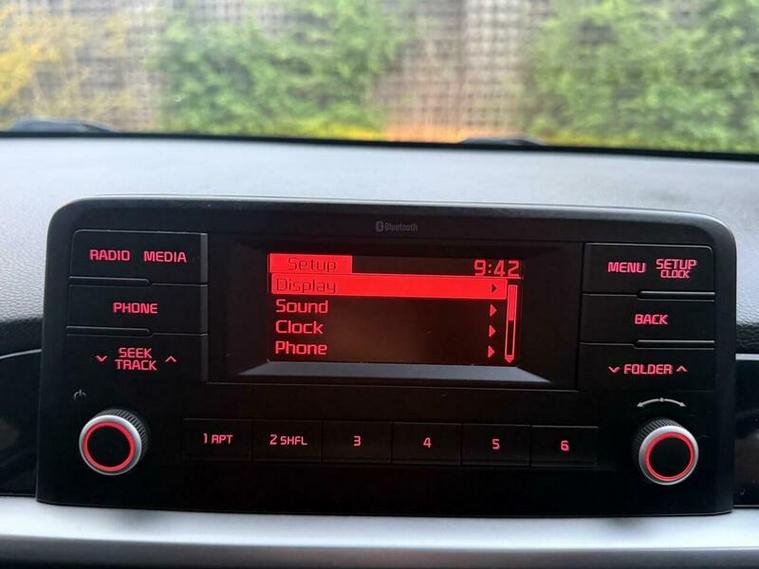 Bluetooth
RADIO MEDIA
PHONE
SEEK
TRACK
Setup 9:42
Display
Sound
Clock
Phone
MENU SETUP
CLOCK
BACK
FOLDER
1 APT
2 SHFL
3
4
5
6